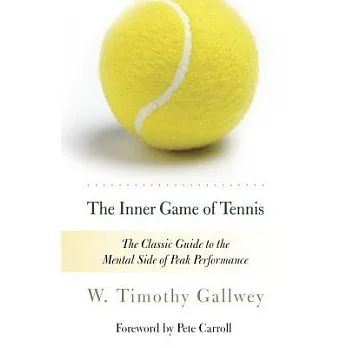 The Inner Game of Tennis
The Classic Guide to the
Mental Side of Peak Performance
W. Timothy Gallwey
Foreword by Pete Carroll